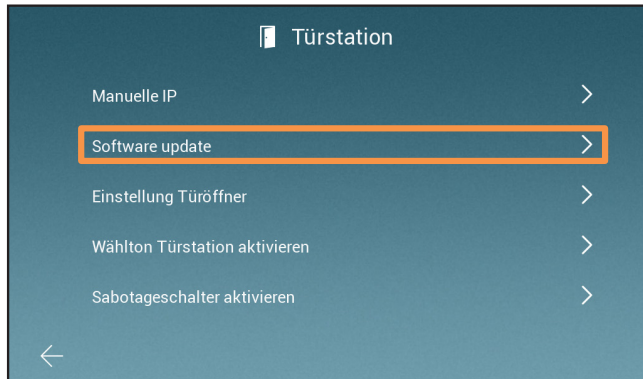 Türstation
Manuelle IP
Software update
Einstellung Türöffner
Wählton Türstation aktivieren
Sabotageschalter aktivieren